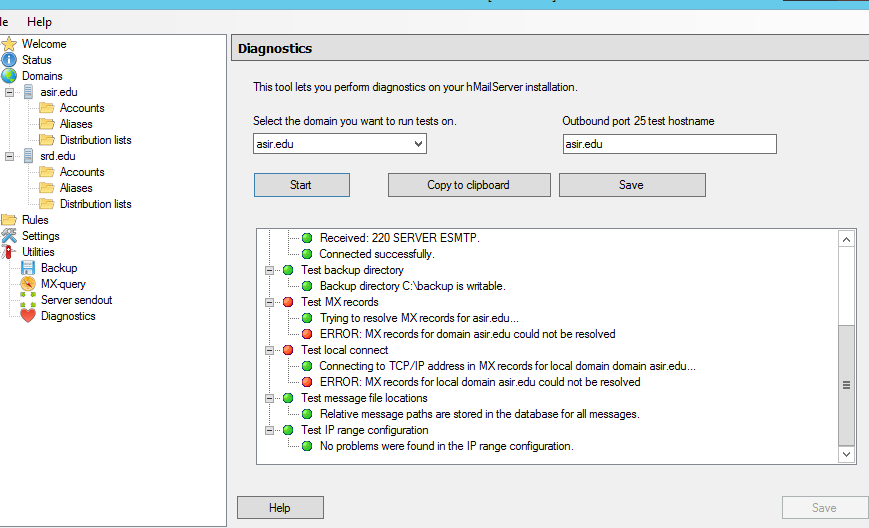 Help
Welcome
Status
Domains
asir.edu
Accounts
Aliases
Distribution lists
srd.edu
Accounts
Aliases
Distribution lists
Rules
Settings
Utilities
Backup
MX-query
Server sendout
Diagnostics
Diagnostics
This tool lets you perform diagnostics on your hMailServer installation.
Select the domain you want to run tests on.
Outbound port 25 test hostname
asir.edu
asir.edu
Start
Copy to clipboard
Save
Received: 220 SERVER ESMTP.
Connected successfully.
Test backup directory
Backup directory C:\backup is writable.
Test MX records
Trying to resolve MX records for asir.edu...
ERROR: MX records for domain asir.edu could not be resolved
Test local connect
Connecting to TCP/IP address in MX records for local domain domain asir.edu...
ERROR: MX records for local domain asir.edu could not be resolved
Test message file locations
Relative message paths are stored in the database for all messages.
Test IP range configuration
No problems were found in the IP range configuration.
Help
Save